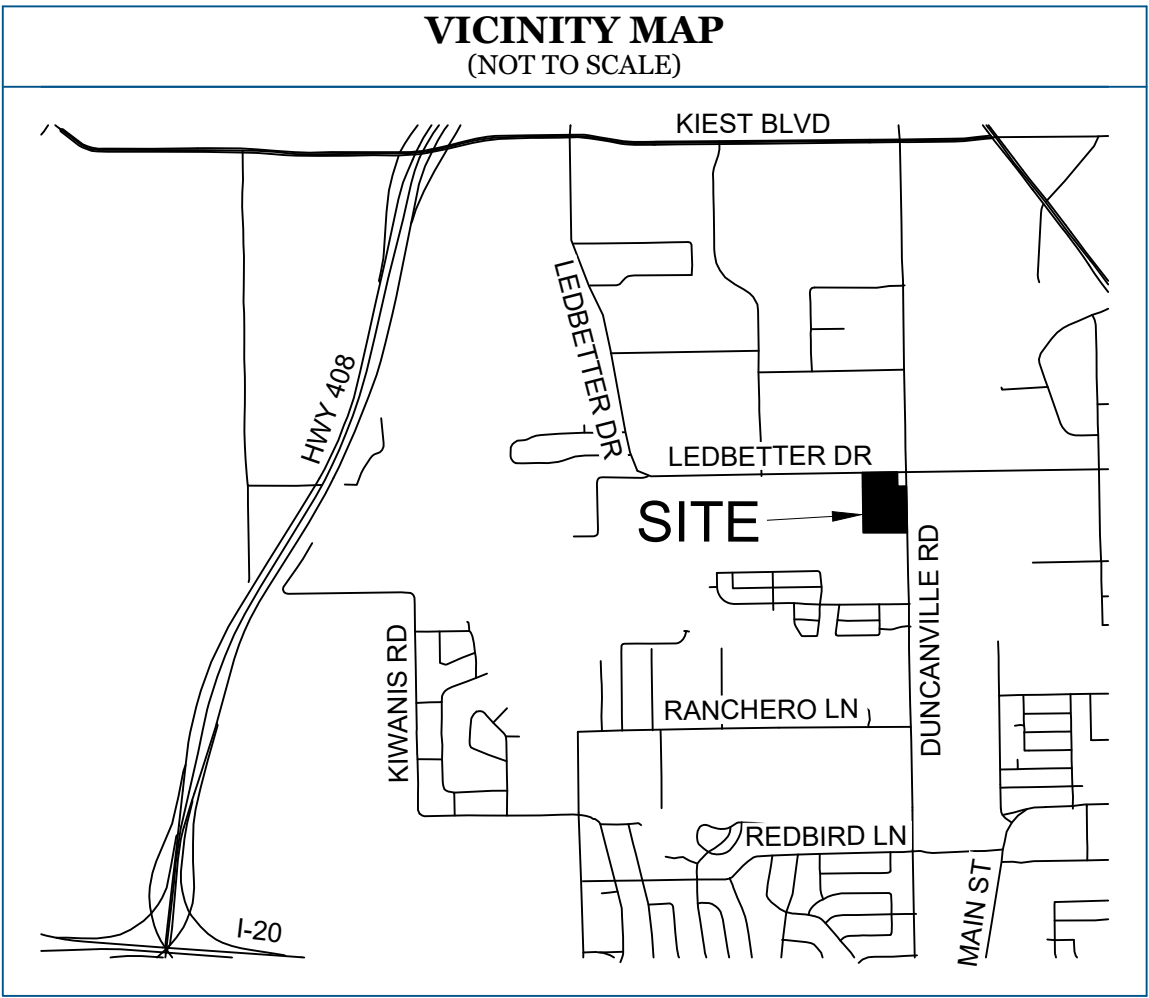 VICINITY MAP
(NOT TO SCALE)
KIEST BLVD
LEDBETTER DR
HWY 408
LEDBETTER DR
SITE
DUNCANVILLE RD
KIWANIS RD
RANCHERO LN
REDBIRD LN
MAIN ST
I-20